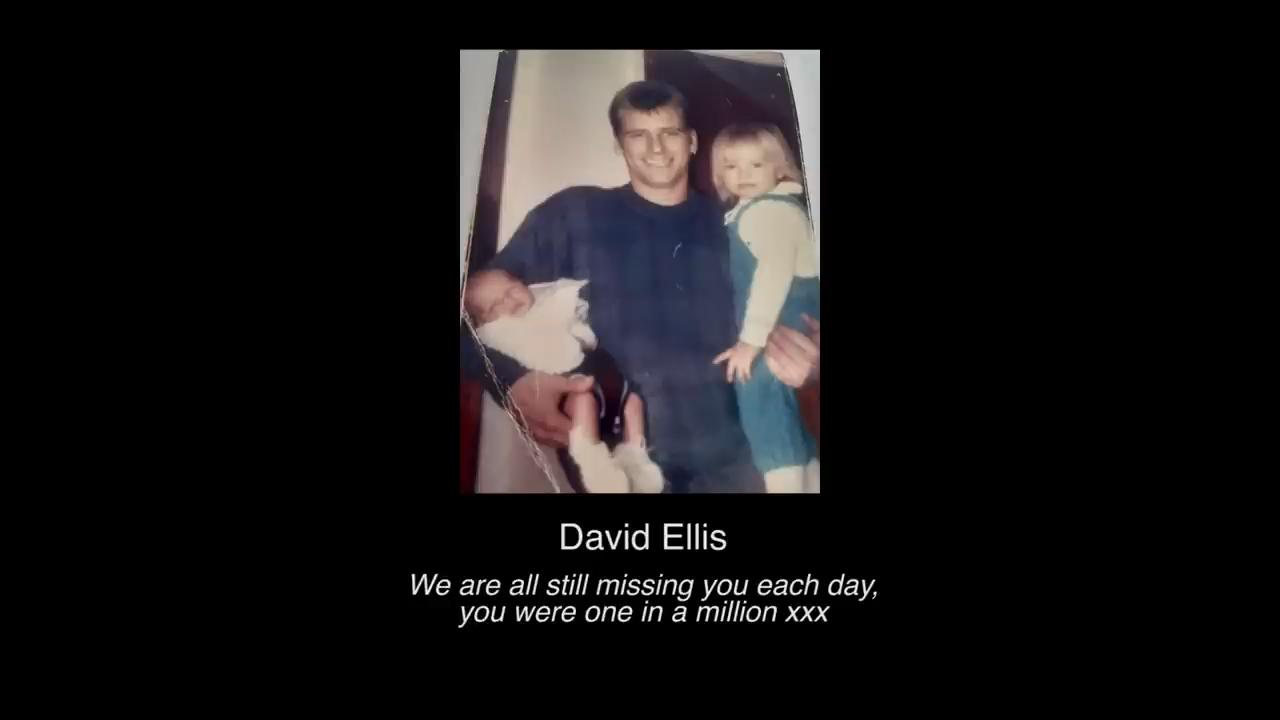 David Ellis
We are all still missing you each day,
you were one in a million xxx